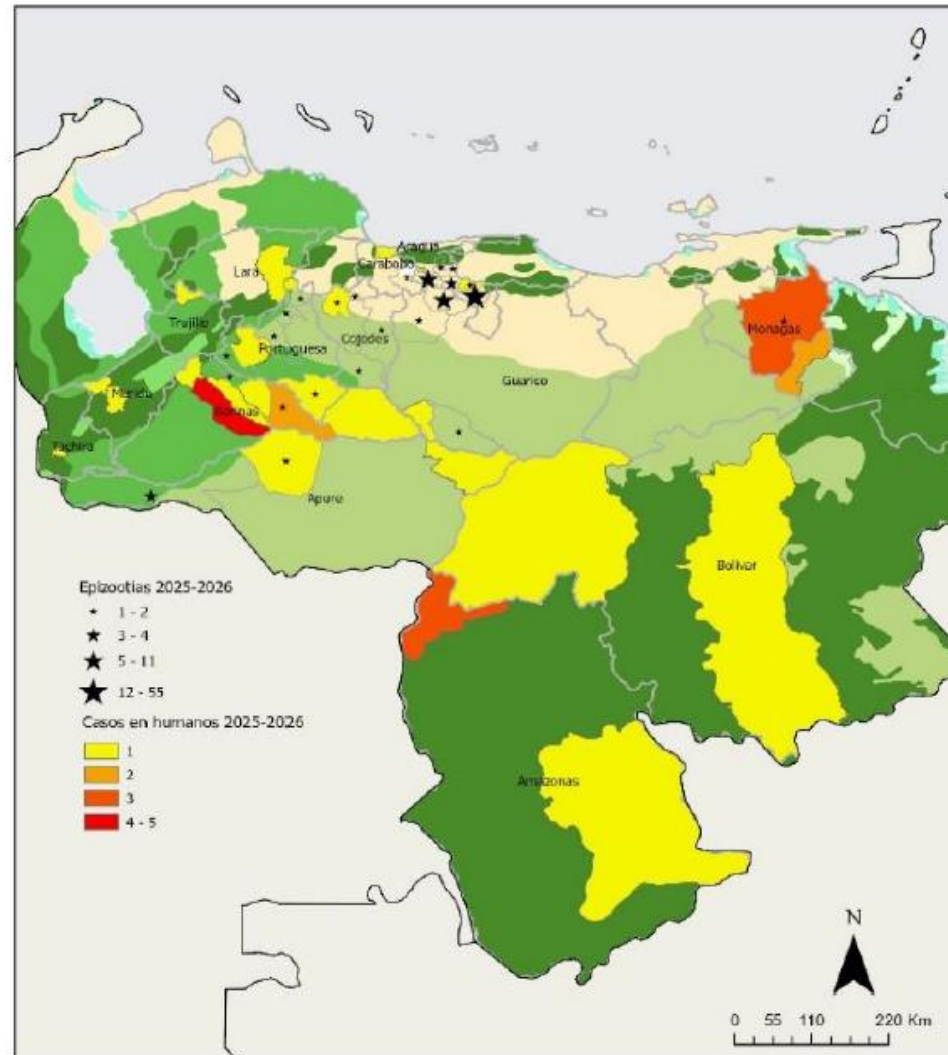 Aragua
Carabobo
Lara
Trujillo
Portuguesa
Cojedes
Monagas
Guarico
Merida
Barinas
Tachira
Apure
Bolivar
Amazonas
Epizootias 2025-2026
1 - 2
3 - 4
5 - 11
12 - 55
Casos en humanos 2025-2026
1
2
3
4 - 5
N
0 55 110 220 Km